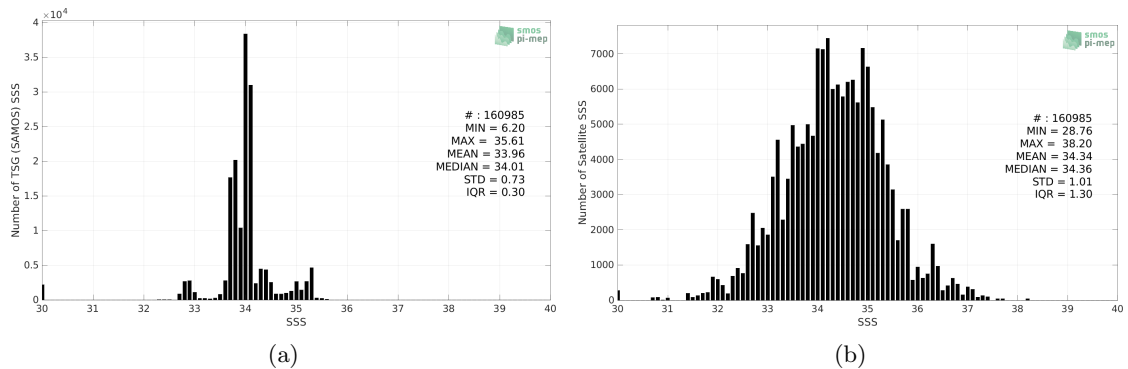 ×10⁴
4
3.5
3
2.5
2
1.5
1
0.5
0
Number of TSG (SAMOS) SSS
30 31 32 33 34 35 36 37 38 39 40
SSS
smos
pi-mep
# : 160985
MIN = 6.20
MAX = 35.61
MEAN = 33.96
MEDIAN = 34.01
STD = 0.73
IQR = 0.30
(a)
7000
6000
5000
4000
3000
2000
1000
0
Number of Satellite SSS
30 31 32 33 34 35 36 37 38 39 40
SSS
smos
pi-mep
# : 160985
MIN = 28.76
MAX = 38.20
MEAN = 34.34
MEDIAN = 34.36
STD = 1.01
IQR = 1.30
(b)